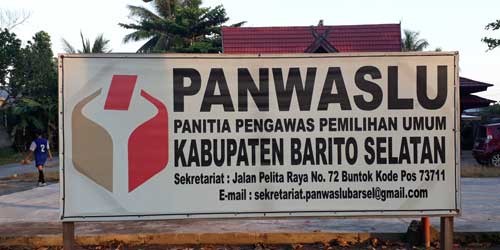 PANWASLU
PANITIA PENGAWAS PEMILIHAN UMUM
KABUPATEN BARITO SELATAN
Sekretariat : Jalan Pelita Raya No. 72 Buntok Kode Pos 73711
E-mail : sekretariat.panwaslubarsel@gmail.com